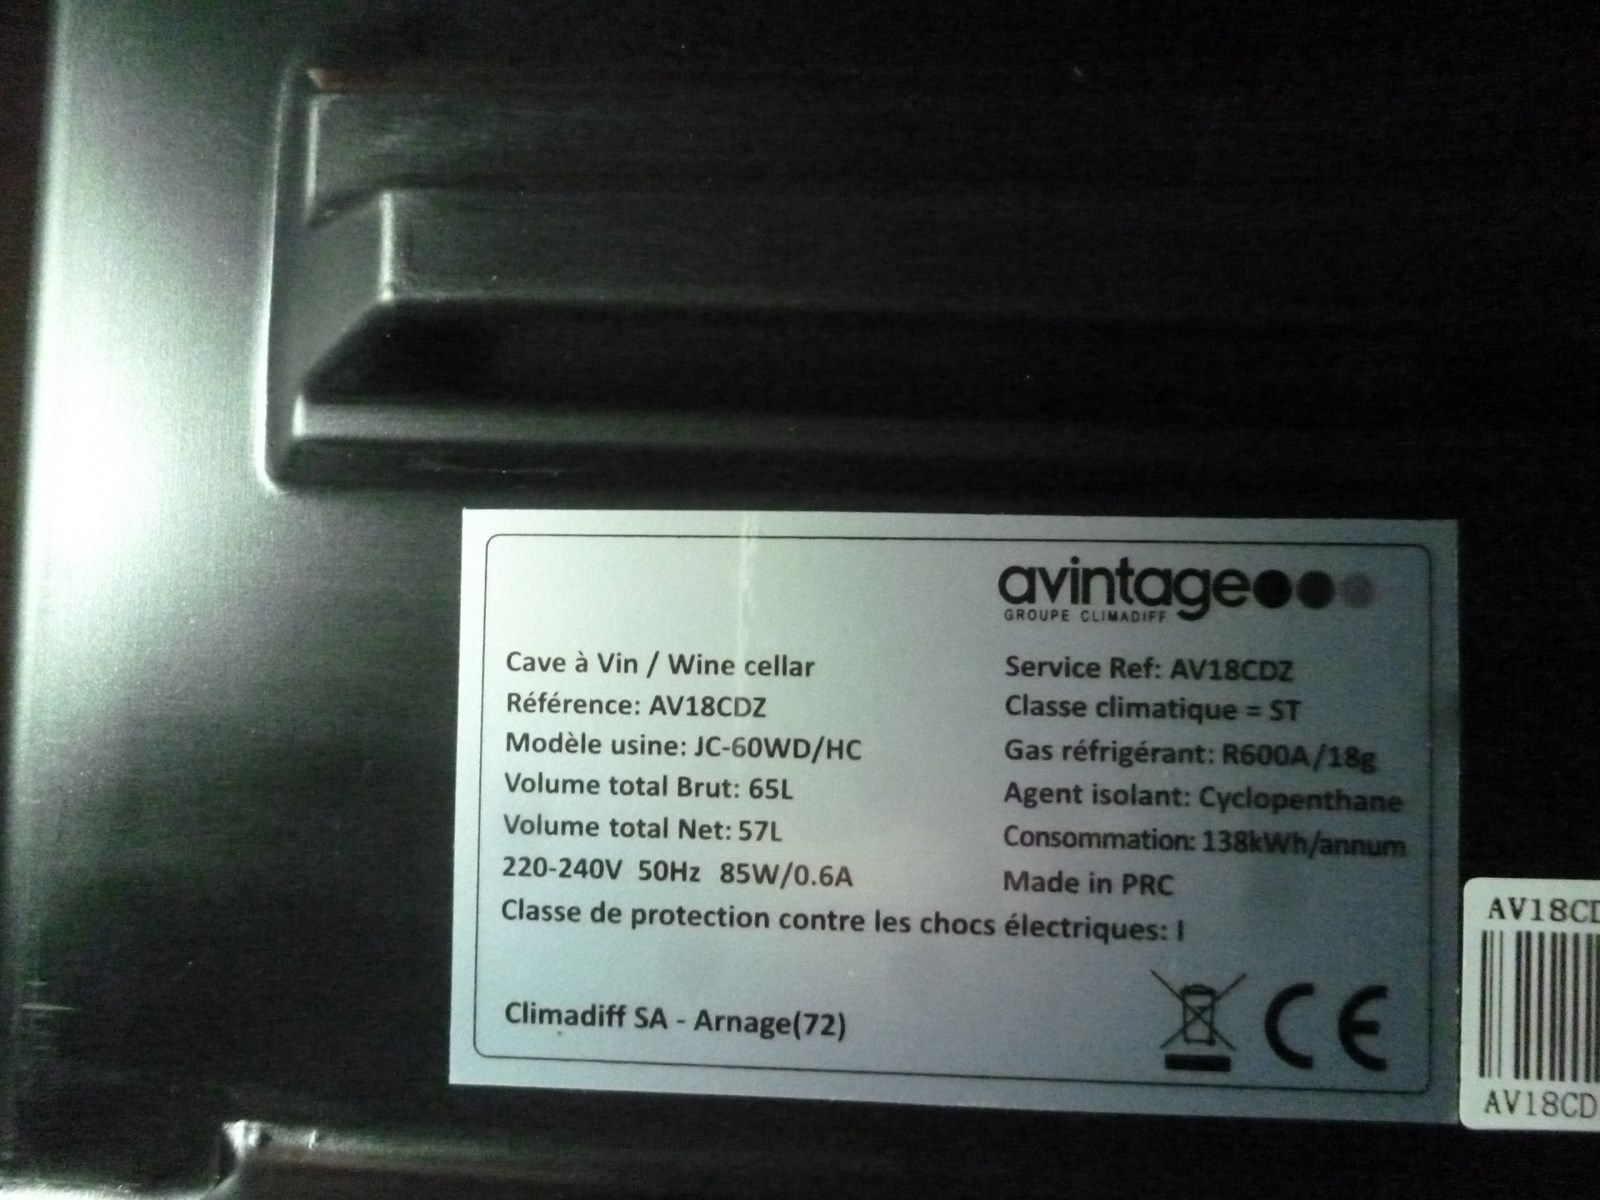 avintage
GROUPE CLIMADIFF
Cave à Vin / Wine cellar
Référence: AV18CDZ
Modèle usine: JC-60WD/HC
Volume total Brut: 65L
Volume total Net: 57L
220-240V 50Hz 85W/0.6A
Classe de protection contre les chocs électriques: I
Service Ref: AV18CDZ
Classe climatique = ST
Gas réfrigérant: R600A/18g
Agent isolant: Cyclopenthane
Consommation: 138kWh/annum
Made in PRC
Climadiff SA - Arnage(72)
CE
AV18CD
AV18CD